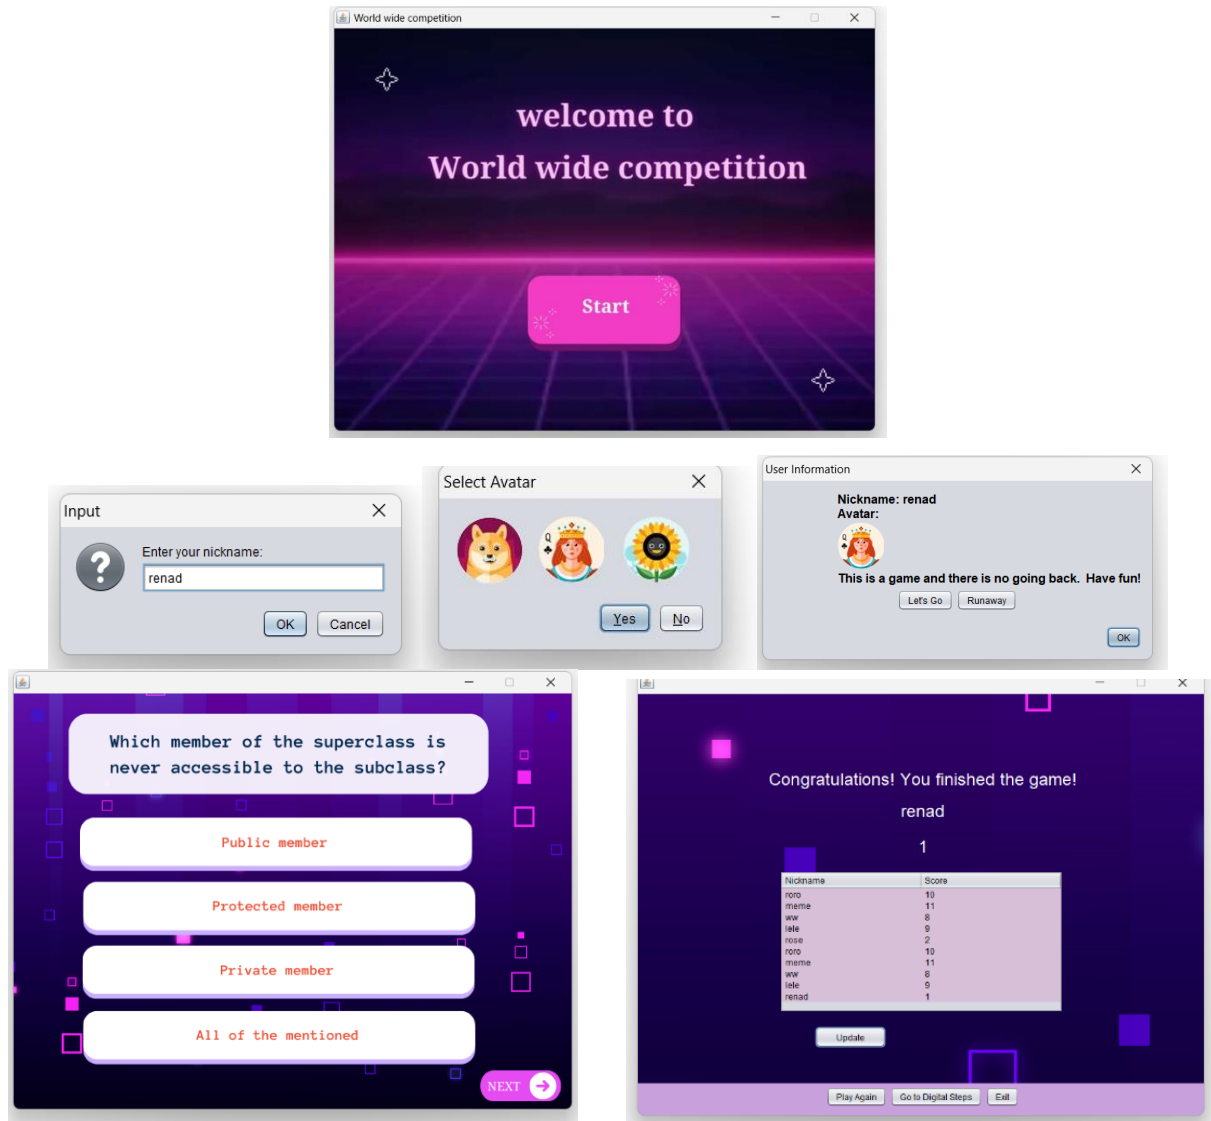 World wide competition
welcome to
World wide competition
Start
Input
Enter your nickname:
renad
OK Cancel
Select Avatar
Q
Yes No
User Information
Nickname: renad
Avatar:
Q
This is a game and there is no going back. Have fun!
Let's Go Runaway
OK
Which member of the superclass is
never accessible to the subclass?
Public member
Protected member
Private member
All of the mentioned
NEXT
Congratulations! You finished the game!
renad
1
Nickname Score
roro 10
meme 11
ww 8
lele 9
rose 2
roro 10
meme 11
ww 8
lele 9
renad 1
Update
Play Again Go to Digital Steps Exit